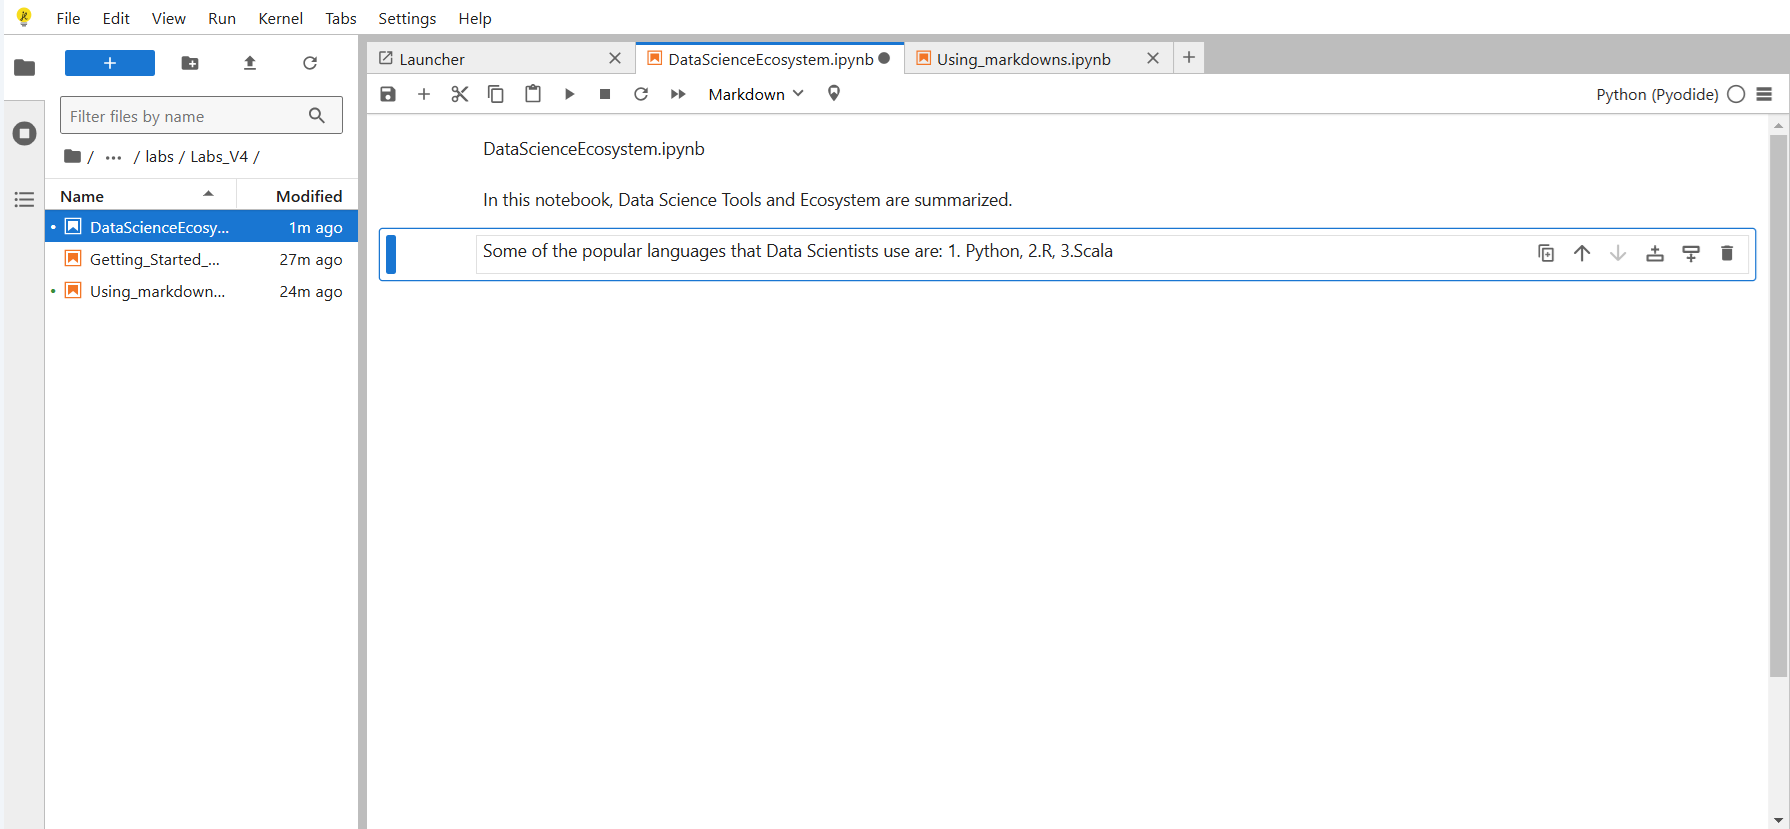 File Edit View Run Kernel Tabs Settings Help
Launcher
DataScienceEcosystem.ipynb
Using_markdowns.ipynb
Markdown
Python (Pyodide)
Filter files by name
/ ··· / labs / Labs_V4 /
Name Modified
DataScienceEcosy... 1m ago
Getting_Started_... 27m ago
Using_markdown... 24m ago
DataScienceEcosystem.ipynb
In this notebook, Data Science Tools and Ecosystem are summarized.
Some of the popular languages that Data Scientists use are: 1. Python, 2.R, 3.Scala